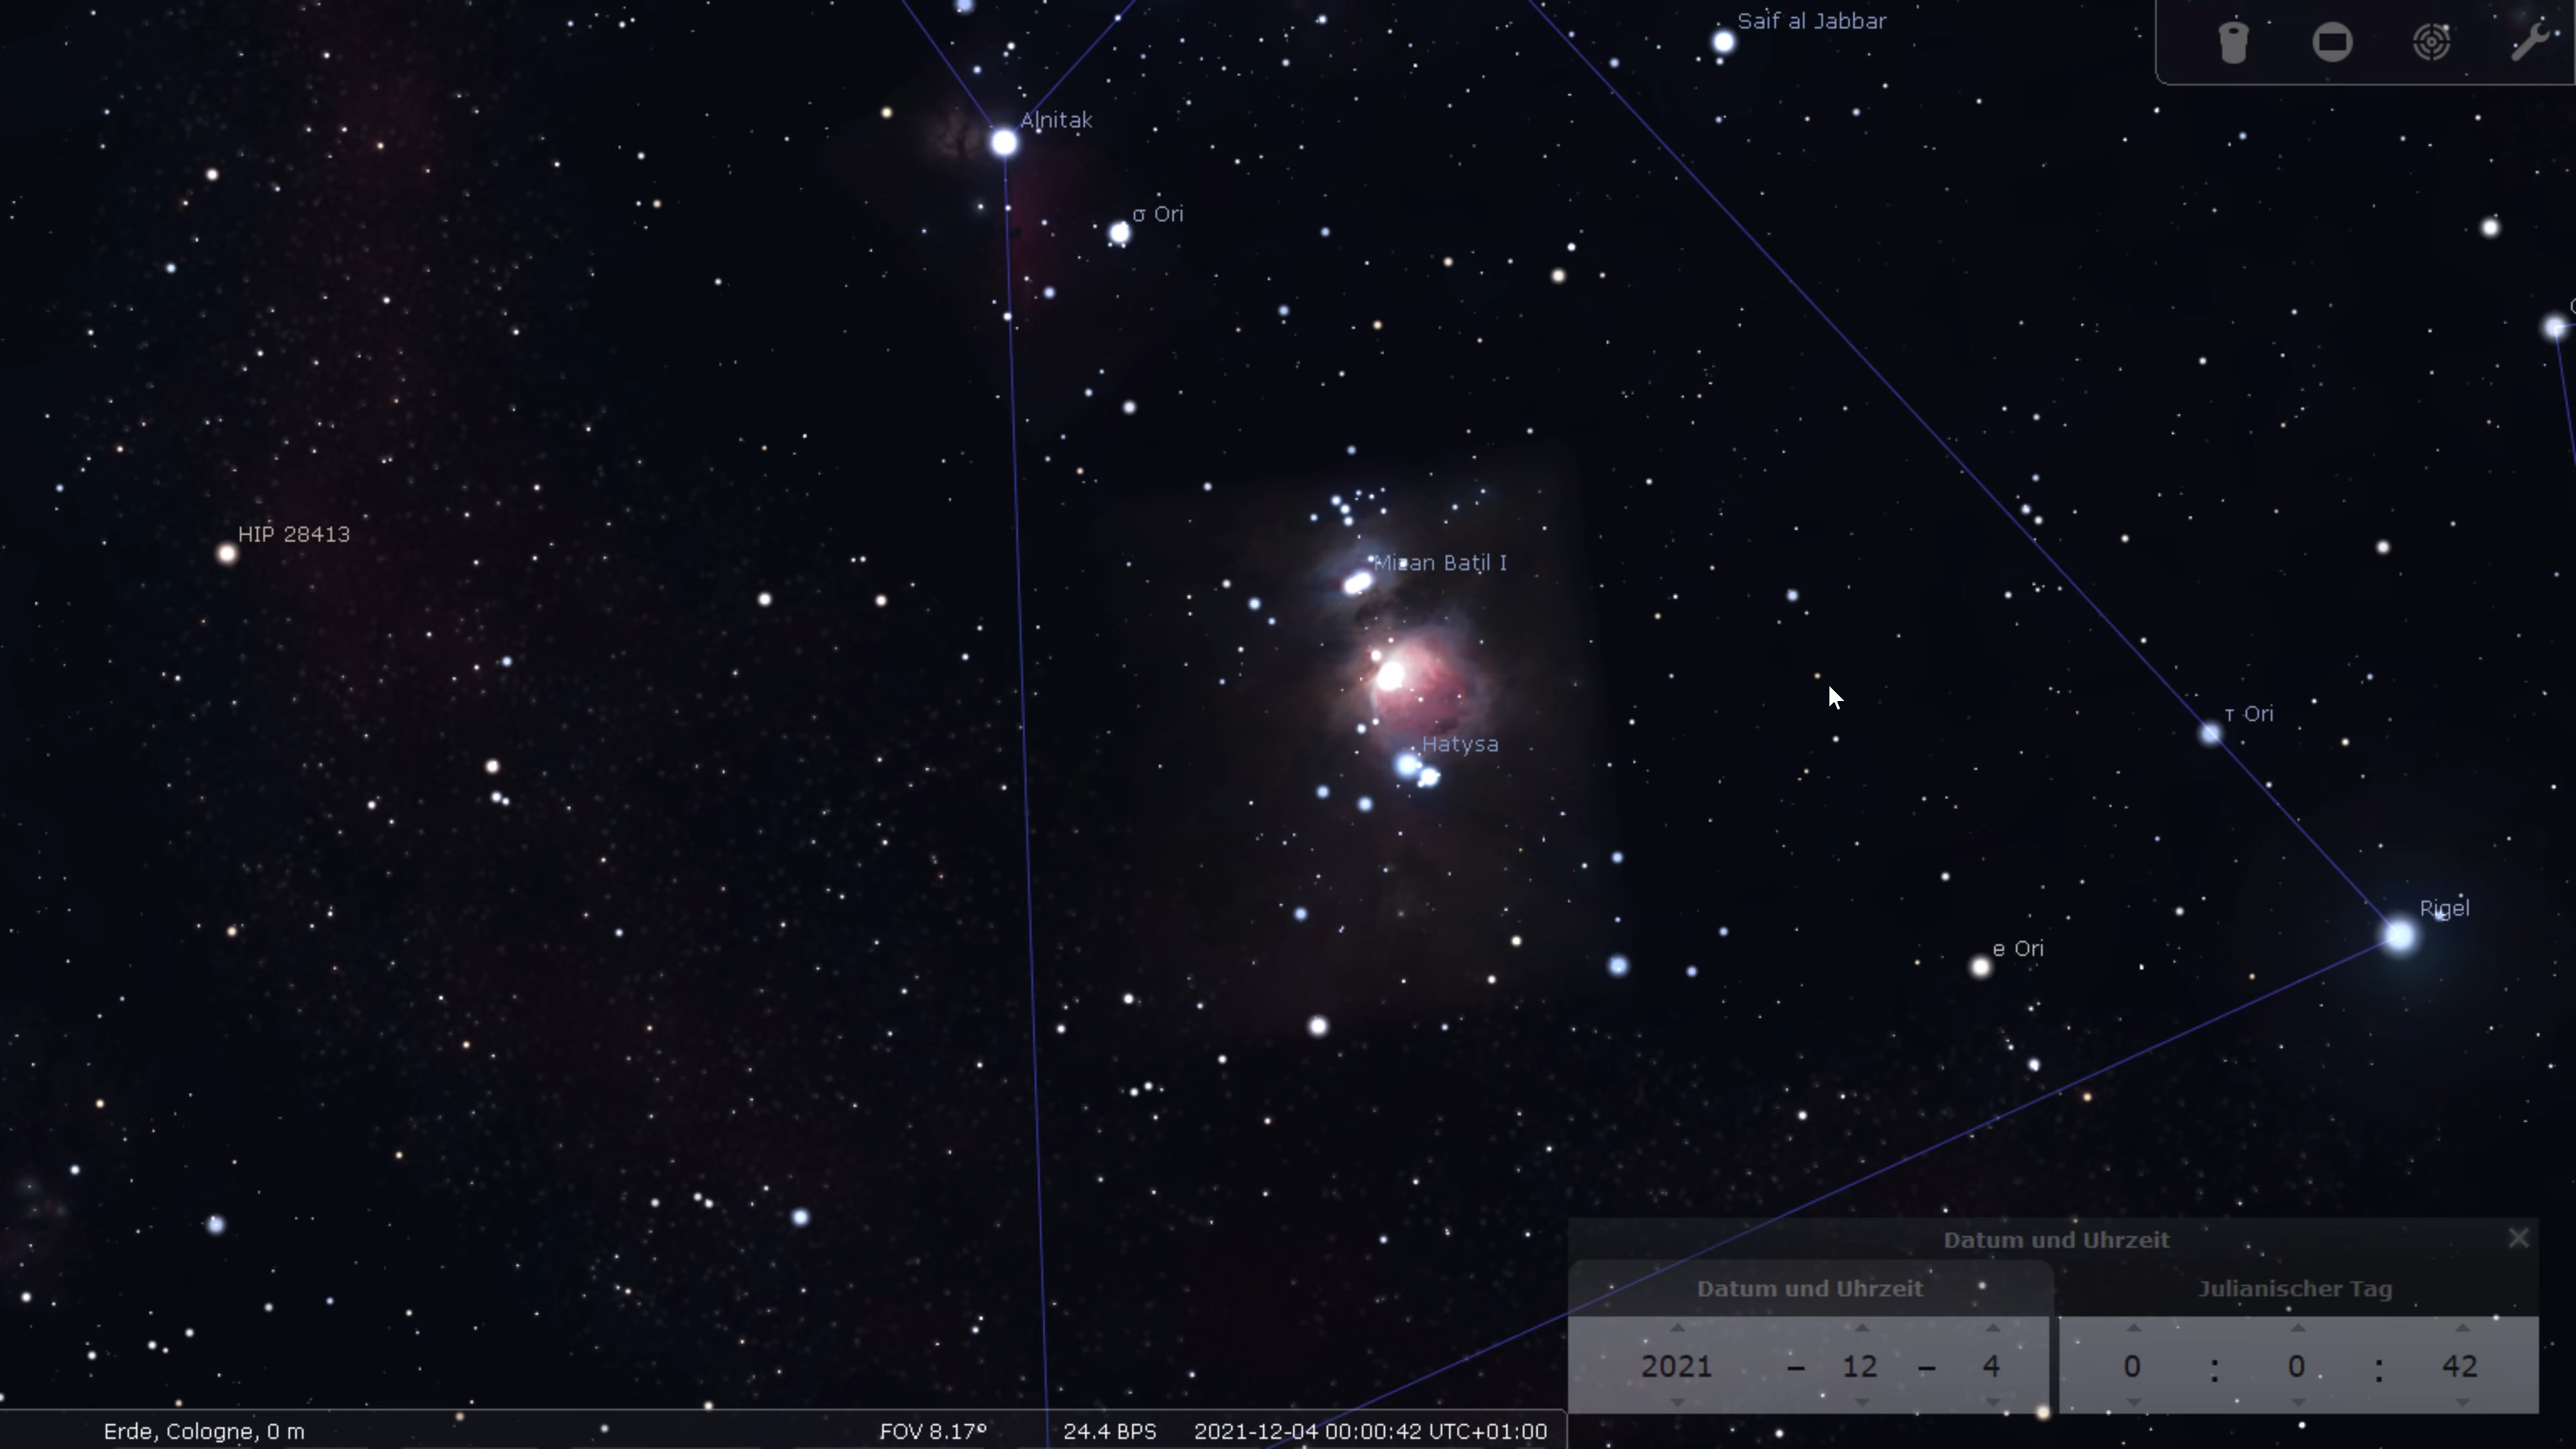 Saif al Jabbar
Alnitak
σ Ori
HIP 28413
Mizan Batil I
τ Ori
Hatysa
Rigel
e Ori
Datum und Uhrzeit
Datum und Uhrzeit
Julianischer Tag
2021 – 12 – 4
0 : 0 : 42
Erde, Cologne, 0 m
FOV 8.17°
24.4 BPS
2021-12-04 00:00:42 UTC+01:00